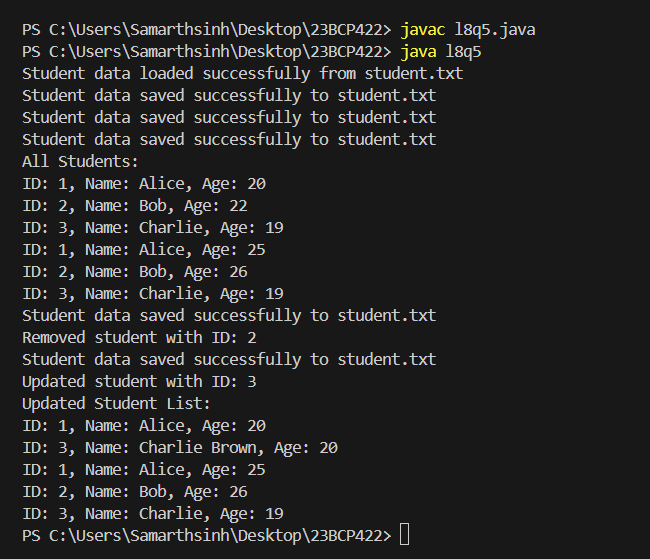 PS C:\Users\Samarthsinh\Desktop\23BCP422> javac l8q5.java
PS C:\Users\Samarthsinh\Desktop\23BCP422> java l8q5
Student data loaded successfully from student.txt
Student data saved successfully to student.txt
Student data saved successfully to student.txt
Student data saved successfully to student.txt
All Students:
ID: 1, Name: Alice, Age: 20
ID: 2, Name: Bob, Age: 22
ID: 3, Name: Charlie, Age: 19
ID: 1, Name: Alice, Age: 25
ID: 2, Name: Bob, Age: 26
ID: 3, Name: Charlie, Age: 19
Student data saved successfully to student.txt
Removed student with ID: 2
Student data saved successfully to student.txt
Updated student with ID: 3
Updated Student List:
ID: 1, Name: Alice, Age: 20
ID: 3, Name: Charlie Brown, Age: 20
ID: 1, Name: Alice, Age: 25
ID: 2, Name: Bob, Age: 26
ID: 3, Name: Charlie, Age: 19
PS C:\Users\Samarthsinh\Desktop\23BCP422>